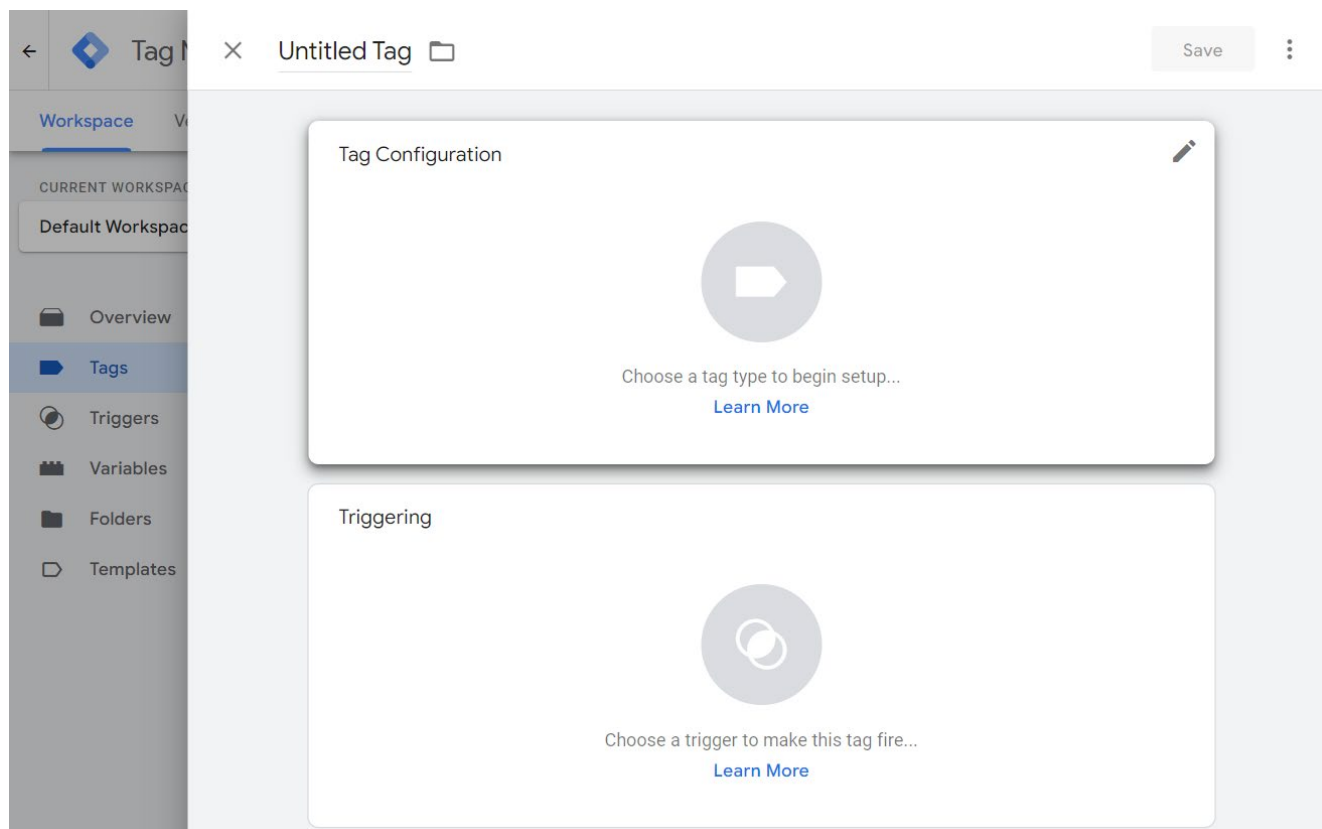 Tag M
Untitled Tag
Save
Workspace
CURRENT WORKSPAC
Default Workspac
Overview
Tags
Triggers
Variables
Folders
Templates
Tag Configuration
Choose a tag type to begin setup...
Learn More
Triggering
Choose a trigger to make this tag fire...
Learn More